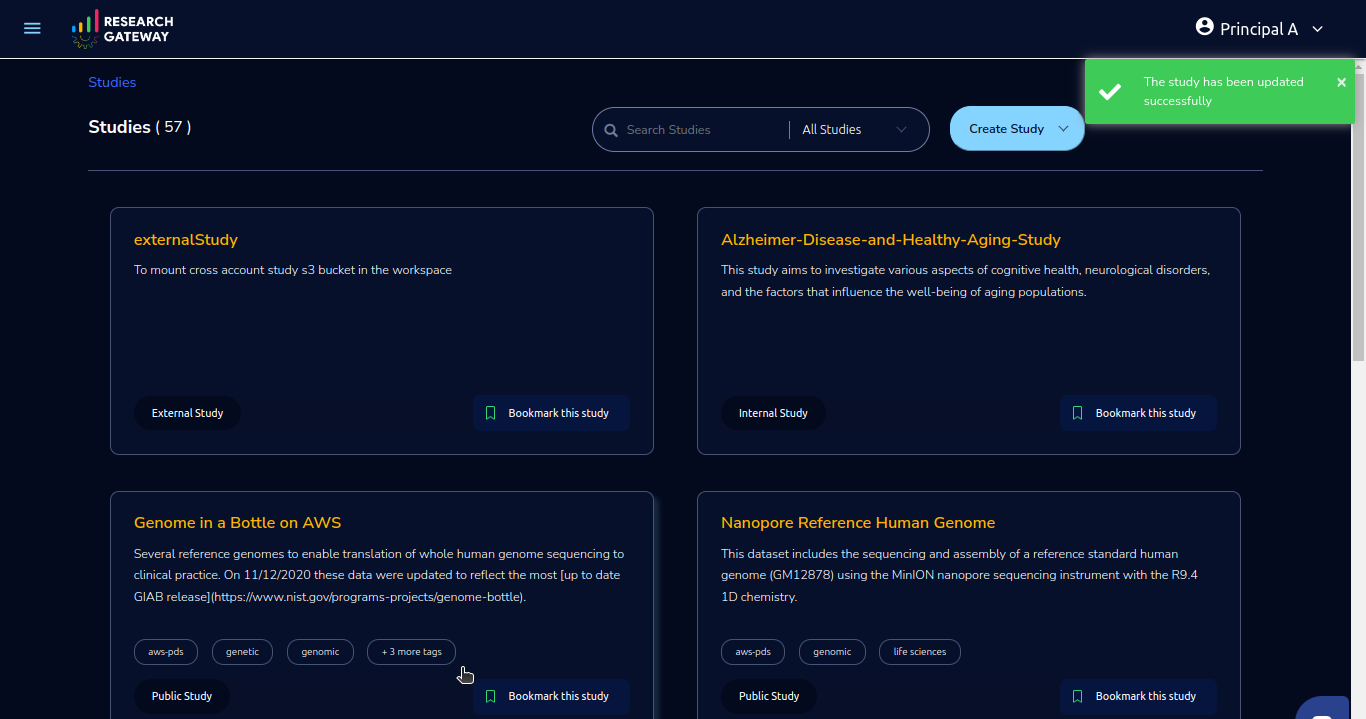 RESEARCH
GATEWAY
Principal A
The study has been updated
successfully
×
Studies
Studies ( 57 )
Search Studies
All Studies
Create Study
externalStudy
To mount cross account study s3 bucket in the workspace
External Study
Bookmark this study
Alzheimer-Disease-and-Healthy-Aging-Study
This study aims to investigate various aspects of cognitive health, neurological disorders,
and the factors that influence the well-being of aging populations.
Internal Study
Bookmark this study
Genome in a Bottle on AWS
Several reference genomes to enable translation of whole human genome sequencing to
clinical practice. On 11/12/2020 these data were updated to reflect the most [up to date
GIAB release](https://www.nist.gov/programs-projects/genome-bottle).
aws-pds
genetic
genomic
+ 3 more tags
Public Study
Bookmark this study
Nanopore Reference Human Genome
This dataset includes the sequencing and assembly of a reference standard human
genome (GM12878) using the MinION nanopore sequencing instrument with the R9.4
1D chemistry.
aws-pds
genomic
life sciences
Public Study
Bookmark this study